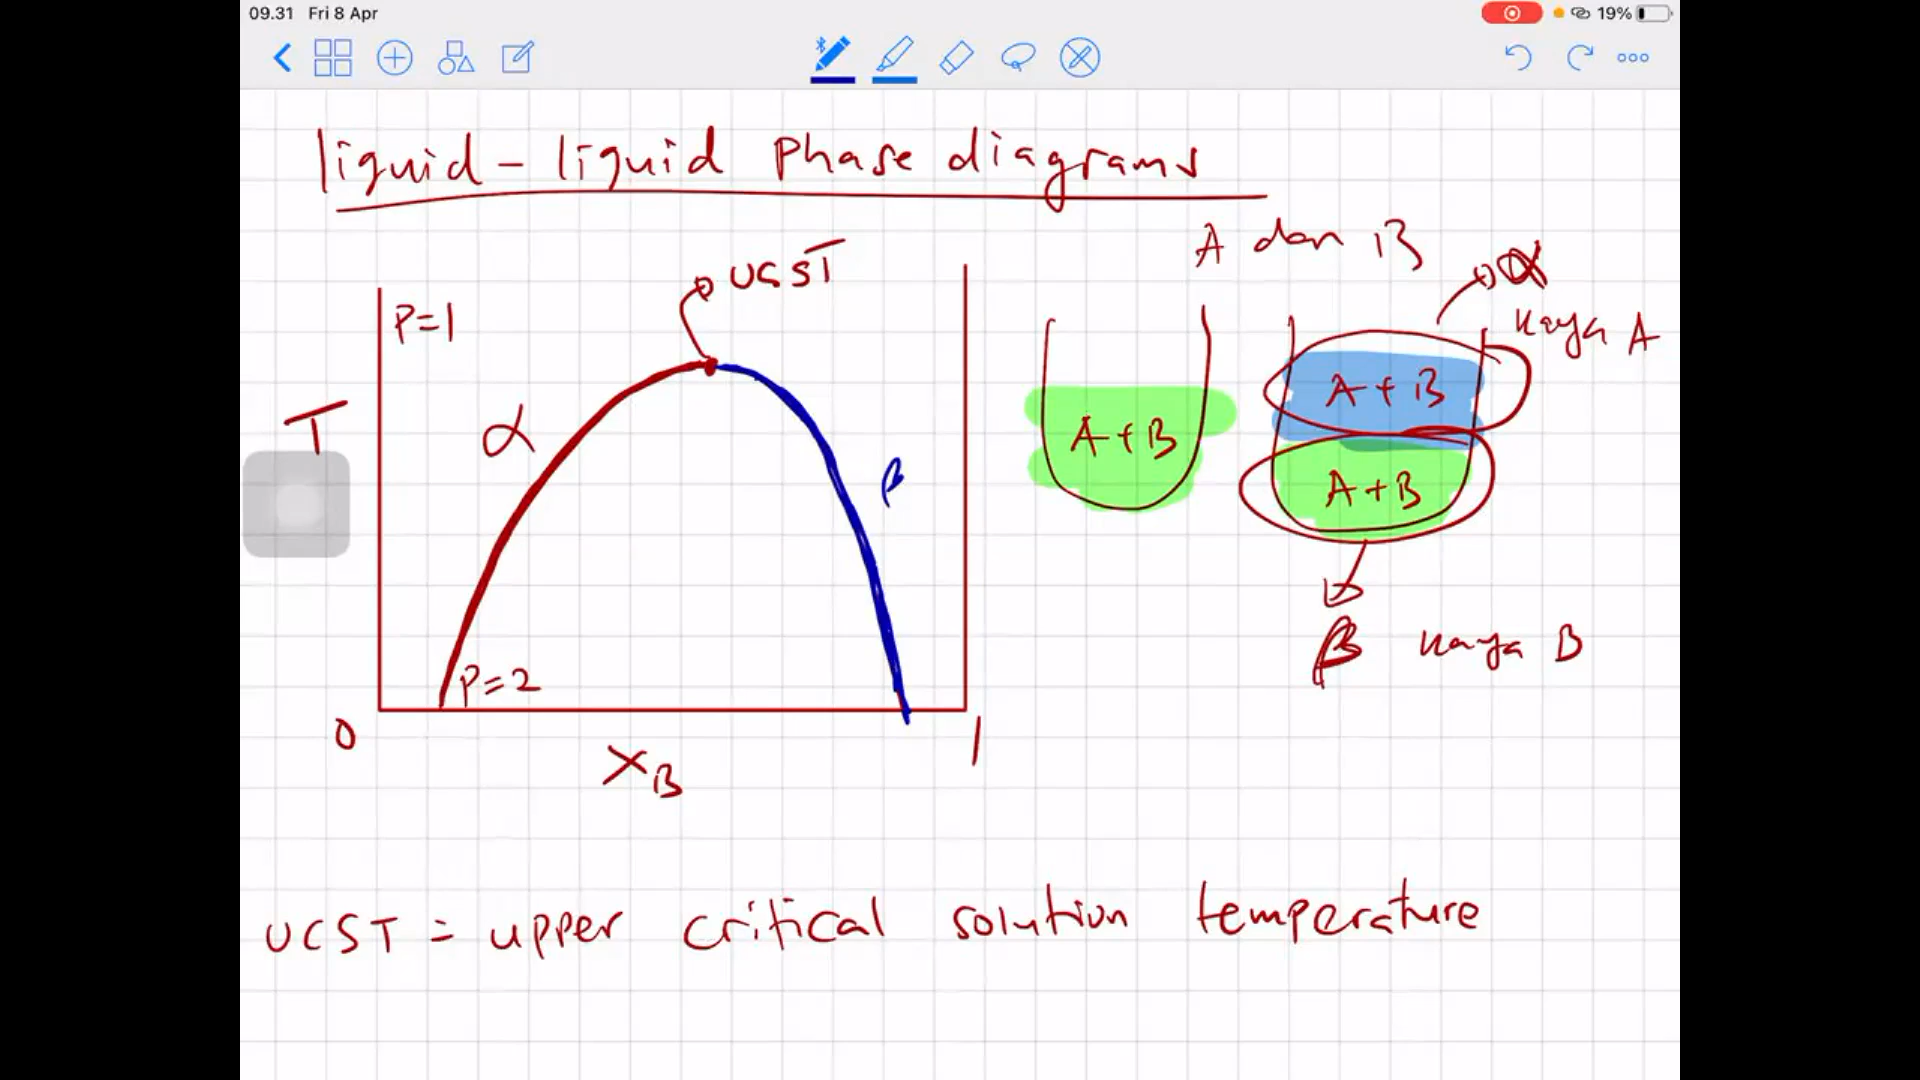 09.31 Fri 8 Apr
19%
liquid - liquid phase diagrams
A dan B
UCST
α
kaya A
P=1
T
α
β
A + B
A + B
A + B
P=2
β kaya B
0
1
XB
UCST = upper critical solution temperature